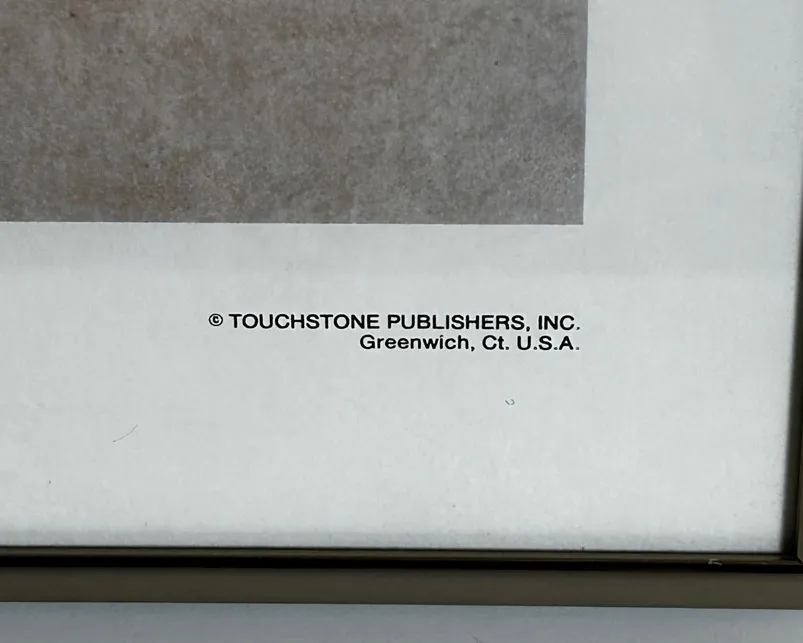 © TOUCHSTONE PUBLISHERS, INC.
Greenwich, Ct. U.S.A.